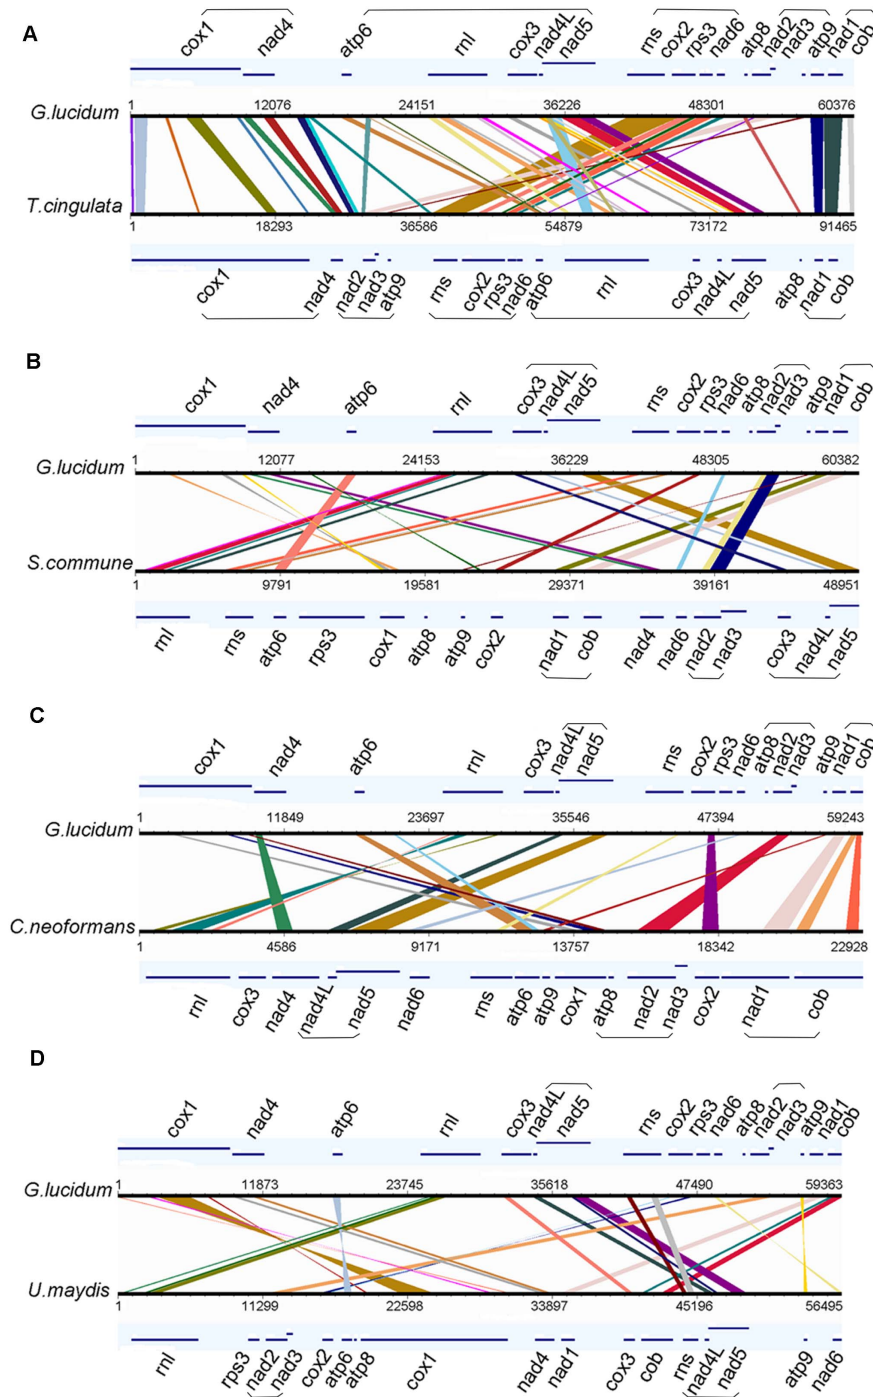 A
cox1 nad4 atp6 rnl cox3 nad4L nad5 rns cox2 rps3 nad6 atp8 nad2 nad3 atp9 nad1 cob
G.lucidum 1 12076 24151 36226 48301 60376
T.cingulata 1 18293 36586 54879 73172 91465
cox1 nad4 nad2 nad3 atp9 rns cox2 rps3 nad6 atp6 rnl cox3 nad4L nad5 atp8 nad1 cob
B
cox1 nad4 atp6 rnl cox3 nad4L nad5 rns cox2 rps3 nad6 atp8 nad2 nad3 atp9 nad1 cob
G.lucidum 1 12077 24153 36229 48305 60382
S.commune 1 9791 19581 29371 39161 48951
rnl rns atp6 rps3 cox1 atp8 atp9 cox2 nad1 cob nad4 nad6 nad2 nad3 cox3 nad4L nad5
C
cox1 nad4 atp6 rnl cox3 nad4L nad5 rns cox2 rps3 nad6 atp8 nad2 nad3 atp9 nad1 cob
G.lucidum 1 11849 23697 35546 47394 59243
C.neoformans 1 4586 9171 13757 18342 22928
rnl cox3 nad4 nad4L nad5 nad6 rns atp6 atp9 cox1 atp8 nad2 nad3 cox2 nad1 cob
D
cox1 nad4 atp6 rnl cox3 nad4L nad5 rns cox2 rps3 nad6 atp8 nad2 nad3 atp9 nad1 cob
G.lucidum 1 11873 23745 35618 47490 59363
U.maydis 1 11299 22598 33897 45196 56495
rnl rps3 nad2 nad3 cox2 atp6 atp8 cox1 nad4 nad1 cox3 cob rns nad4L nad5 atp9 nad6